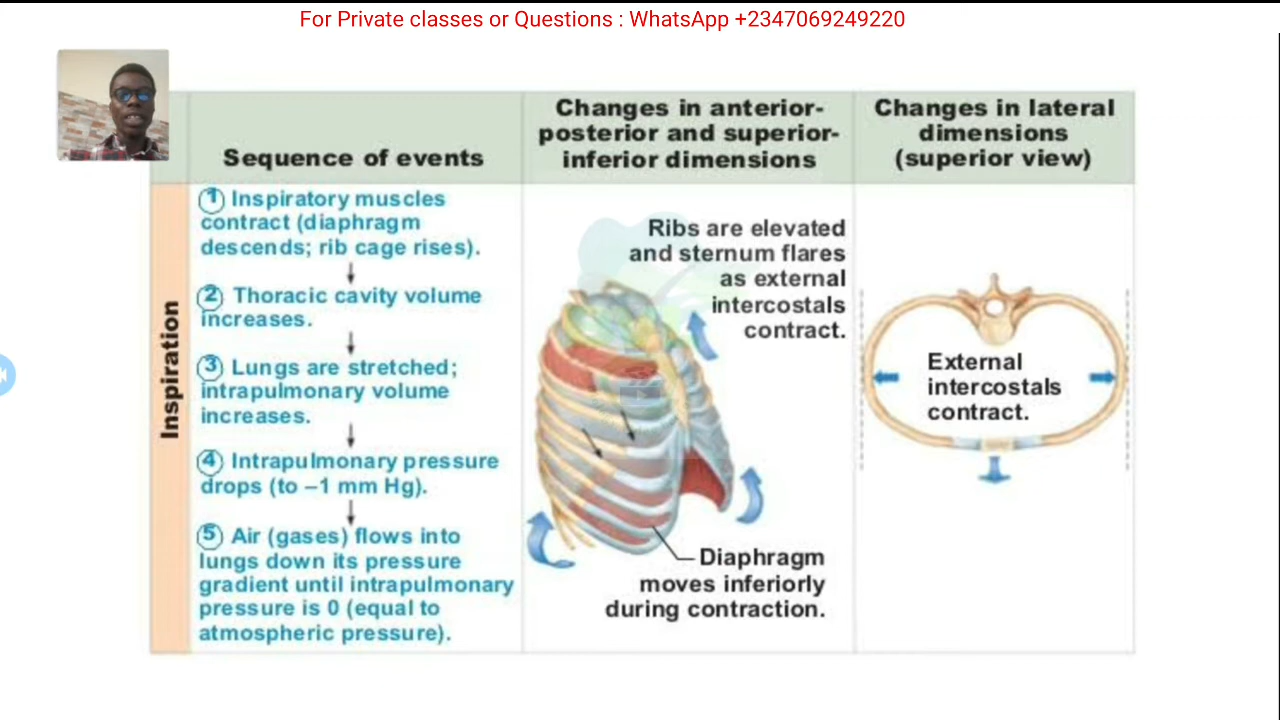 For Private classes or Questions : WhatsApp +2347069249220
Sequence of events
Changes in anterior-
posterior and superior-
inferior dimensions
Changes in lateral
dimensions
(superior view)
Inspiration
1 Inspiratory muscles
contract (diaphragm
descends; rib cage rises).
2 Thoracic cavity volume
increases.
3 Lungs are stretched;
intrapulmonary volume
increases.
4 Intrapulmonary pressure
drops (to –1 mm Hg).
5 Air (gases) flows into
lungs down its pressure
gradient until intrapulmonary
pressure is 0 (equal to
atmospheric pressure).
Ribs are elevated
and sternum flares
as external
intercostals
contract.
Diaphragm
moves inferiorly
during contraction.
External
intercostals
contract.